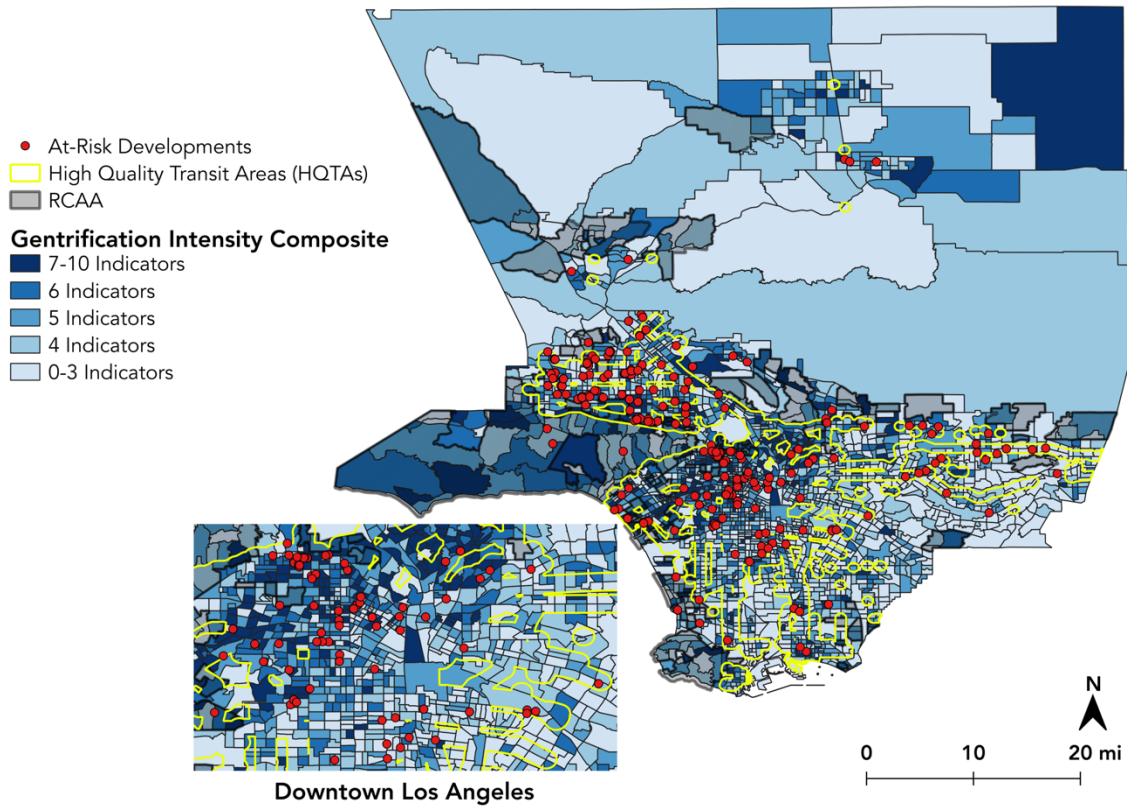 At-Risk Developments
High Quality Transit Areas (HQTAs)
RCAA
Gentrification Intensity Composite
7-10 Indicators
6 Indicators
5 Indicators
4 Indicators
0-3 Indicators
Downtown Los Angeles
N
0 10 20 mi